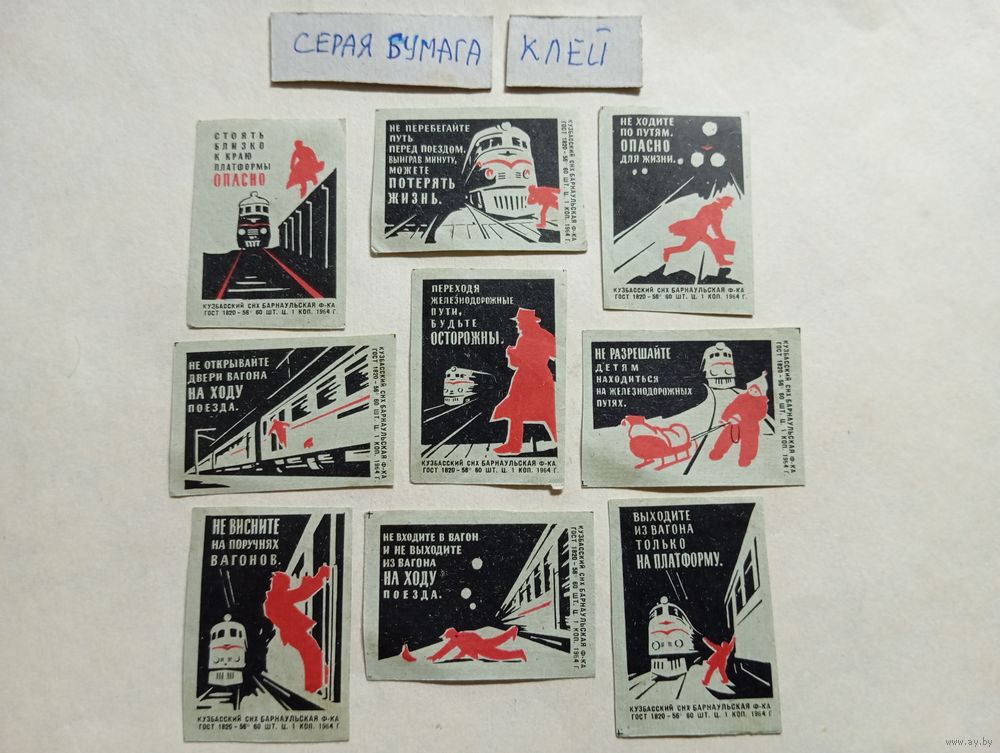 СЕРАЯ БУМАГА
КЛЕЙ
СТОЯТЬ
БЛИЗКО
К КРАЮ
ПЛАТФОРМЫ
ОПАСНО
КУЗБАССКИЙ СНХ БАРНАУЛЬСКАЯ Ф-КА
ГОСТ 1820-56° 60 ШТ. Ц. 1 КОП. 1964 Г.
НЕ ПЕРЕБЕГАЙТЕ
ПУТЬ
ПЕРЕД ПОЕЗДОМ.
ВЫИГРАВ МИНУТУ,
МОЖЕТЕ
ПОТЕРЯТЬ
ЖИЗНЬ.
КУЗБАССКИЙ СНХ БАРНАУЛЬСКАЯ Ф-КА
ГОСТ 1820-56° 60 ШТ. Ц. 1 КОП. 1964 Г.
НЕ ХОДИТЕ
ПО ПУТЯМ.
ОПАСНО
ДЛЯ ЖИЗНИ.
КУЗБАССКИЙ СНХ БАРНАУЛЬСКАЯ Ф-КА
ГОСТ 1820-56° 60 ШТ. Ц. 1 КОП. 1964 Г.
НЕ ОТКРЫВАЙТЕ
ДВЕРИ ВАГОНА
НА ХОДУ
ПОЕЗДА.
КУЗБАССКИЙ СНХ БАРНАУЛЬСКАЯ Ф-КА
ГОСТ 1820-56° 60 ШТ. Ц. 1 КОП. 1964 Г.
ПЕРЕХОДЯ
ЖЕЛЕЗНОДОРОЖНЫЕ
ПУТИ,
БУДЬТЕ
ОСТОРОЖНЫ.
КУЗБАССКИЙ СНХ БАРНАУЛЬСКАЯ Ф-КА
ГОСТ 1820-56° 60 ШТ. Ц. 1 КОП. 1964 Г.
НЕ РАЗРЕШАЙТЕ
ДЕТЯМ
НАХОДИТЬСЯ
НА ЖЕЛЕЗНОДОРОЖНЫХ
ПУТЯХ.
КУЗБАССКИЙ СНХ БАРНАУЛЬСКАЯ Ф-КА
ГОСТ 1820-56° 60 ШТ. Ц. 1 КОП. 1964 Г.
НЕ ВИСНИТЕ
НА ПОРУЧНЯХ
ВАГОНОВ.
КУЗБАССКИЙ СНХ БАРНАУЛЬСКАЯ Ф-КА
ГОСТ 1820-56° 60 ШТ. Ц. 1 КОП. 1964 Г.
НЕ ВХОДИТЕ В ВАГОН
И НЕ ВЫХОДИТЕ
ИЗ ВАГОНА
НА ХОДУ
ПОЕЗДА.
КУЗБАССКИЙ СНХ БАРНАУЛЬСКАЯ Ф-КА
ГОСТ 1820-56° 60 ШТ. Ц. 1 КОП. 1964 Г.
ВЫХОДИТЕ
ИЗ ВАГОНА
ТОЛЬКО
НА ПЛАТФОРМУ.
КУЗБАССКИЙ СНХ БАРНАУЛЬСКАЯ Ф-КА
ГОСТ 1820-56° 60 ШТ. Ц. 1 КОП. 1964 Г.
www.ay.by